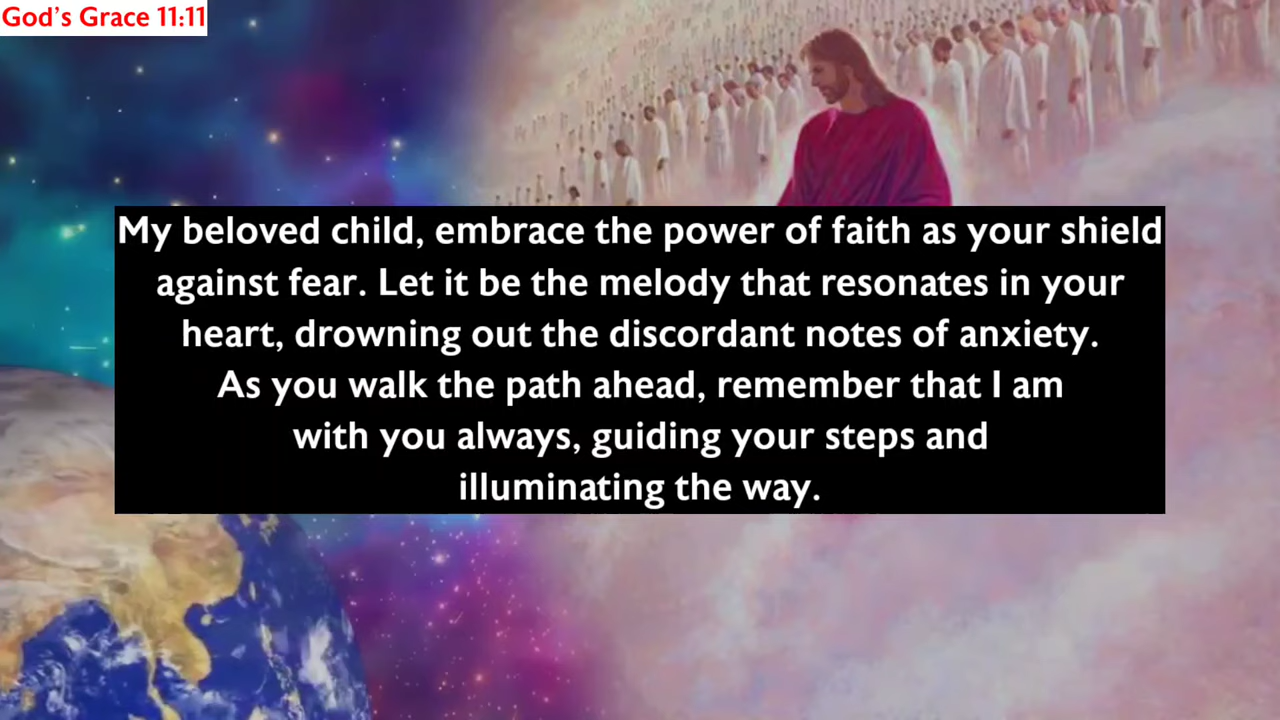 God's Grace 11:11
My beloved child, embrace the power of faith as your shield
against fear. Let it be the melody that resonates in your
heart, drowning out the discordant notes of anxiety.
As you walk the path ahead, remember that I am
with you always, guiding your steps and
illuminating the way.